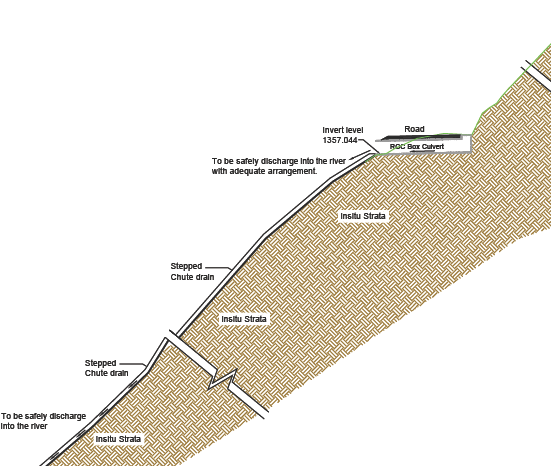 Road
Invert level
1357.044
RCC Box Culvert
To be safely discharge into the river
with adequate arrangement.
Insitu Strata
Stepped
Chute drain
Insitu Strata
Stepped
Chute drain
To be safely discharge
into the river
Insitu Strata